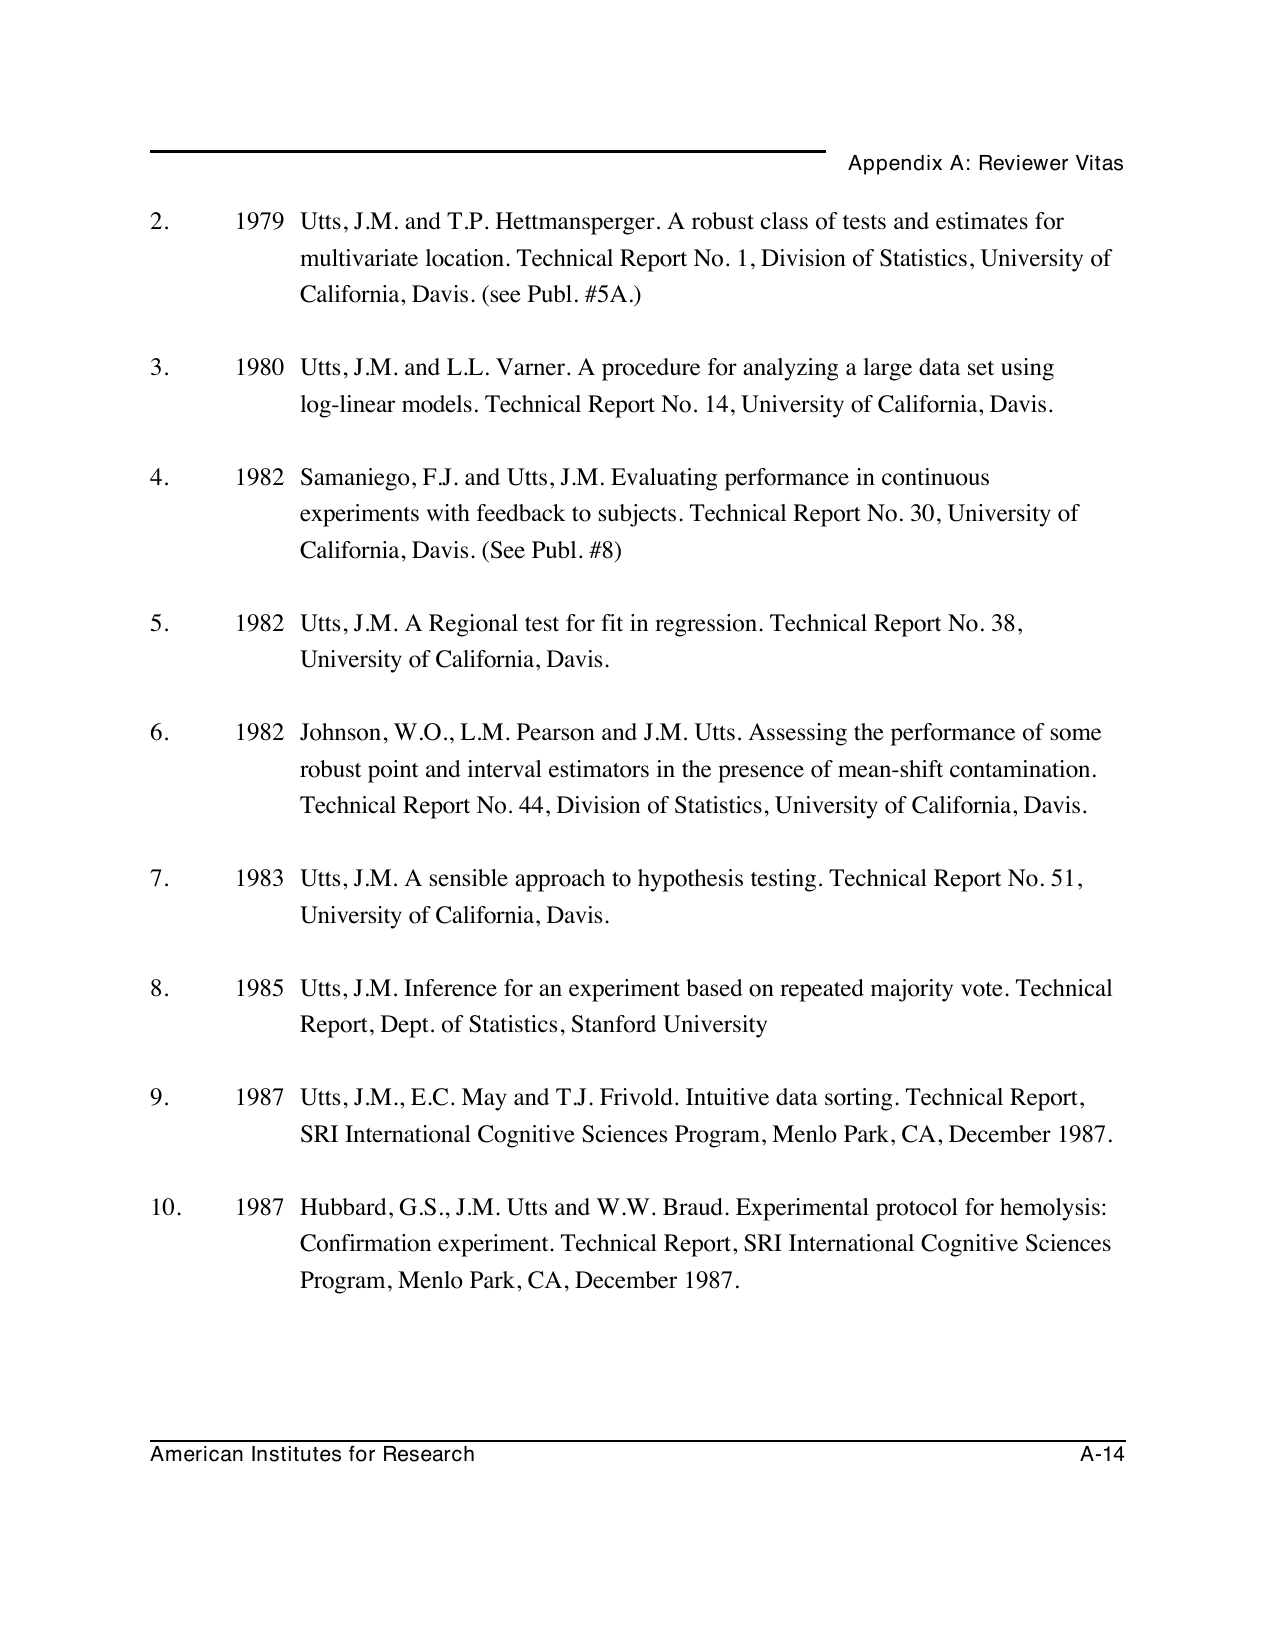 Appendix A: Reviewer Vitas
2. 1979 Utts, J.M. and T.P. Hettmansperger. A robust class of tests and estimates for
multivariate location. Technical Report No. 1, Division of Statistics, University of
California, Davis. (see Publ. #5A.)
3. 1980 Utts, J.M. and L.L. Varner. A procedure for analyzing a large data set using
log-linear models. Technical Report No. 14, University of California, Davis.
4. 1982 Samaniego, F.J. and Utts, J.M. Evaluating performance in continuous
experiments with feedback to subjects. Technical Report No. 30, University of
California, Davis. (See Publ. #8)
5. 1982 Utts, J.M. A Regional test for fit in regression. Technical Report No. 38,
University of California, Davis.
6. 1982 Johnson, W.O., L.M. Pearson and J.M. Utts. Assessing the performance of some
robust point and interval estimators in the presence of mean-shift contamination.
Technical Report No. 44, Division of Statistics, University of California, Davis.
7. 1983 Utts, J.M. A sensible approach to hypothesis testing. Technical Report No. 51,
University of California, Davis.
8. 1985 Utts, J.M. Inference for an experiment based on repeated majority vote. Technical
Report, Dept. of Statistics, Stanford University
9. 1987 Utts, J.M., E.C. May and T.J. Frivold. Intuitive data sorting. Technical Report,
SRI International Cognitive Sciences Program, Menlo Park, CA, December 1987.
10. 1987 Hubbard, G.S., J.M. Utts and W.W. Braud. Experimental protocol for hemolysis:
Confirmation experiment. Technical Report, SRI International Cognitive Sciences
Program, Menlo Park, CA, December 1987.
American Institutes for Research A-14